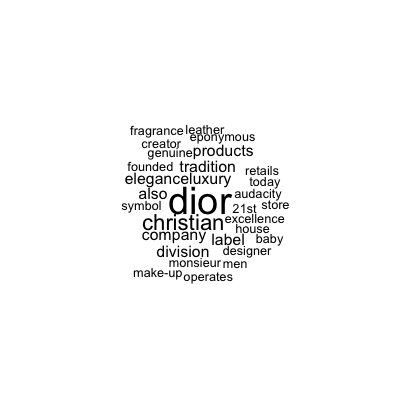 fragrance leather
creator eponymous
genuine products
founded tradition retails
elegance luxury today
also dior audacity
symbol 21st store
christian excellence
company label house baby
division designer
monsieur men
make-up operates